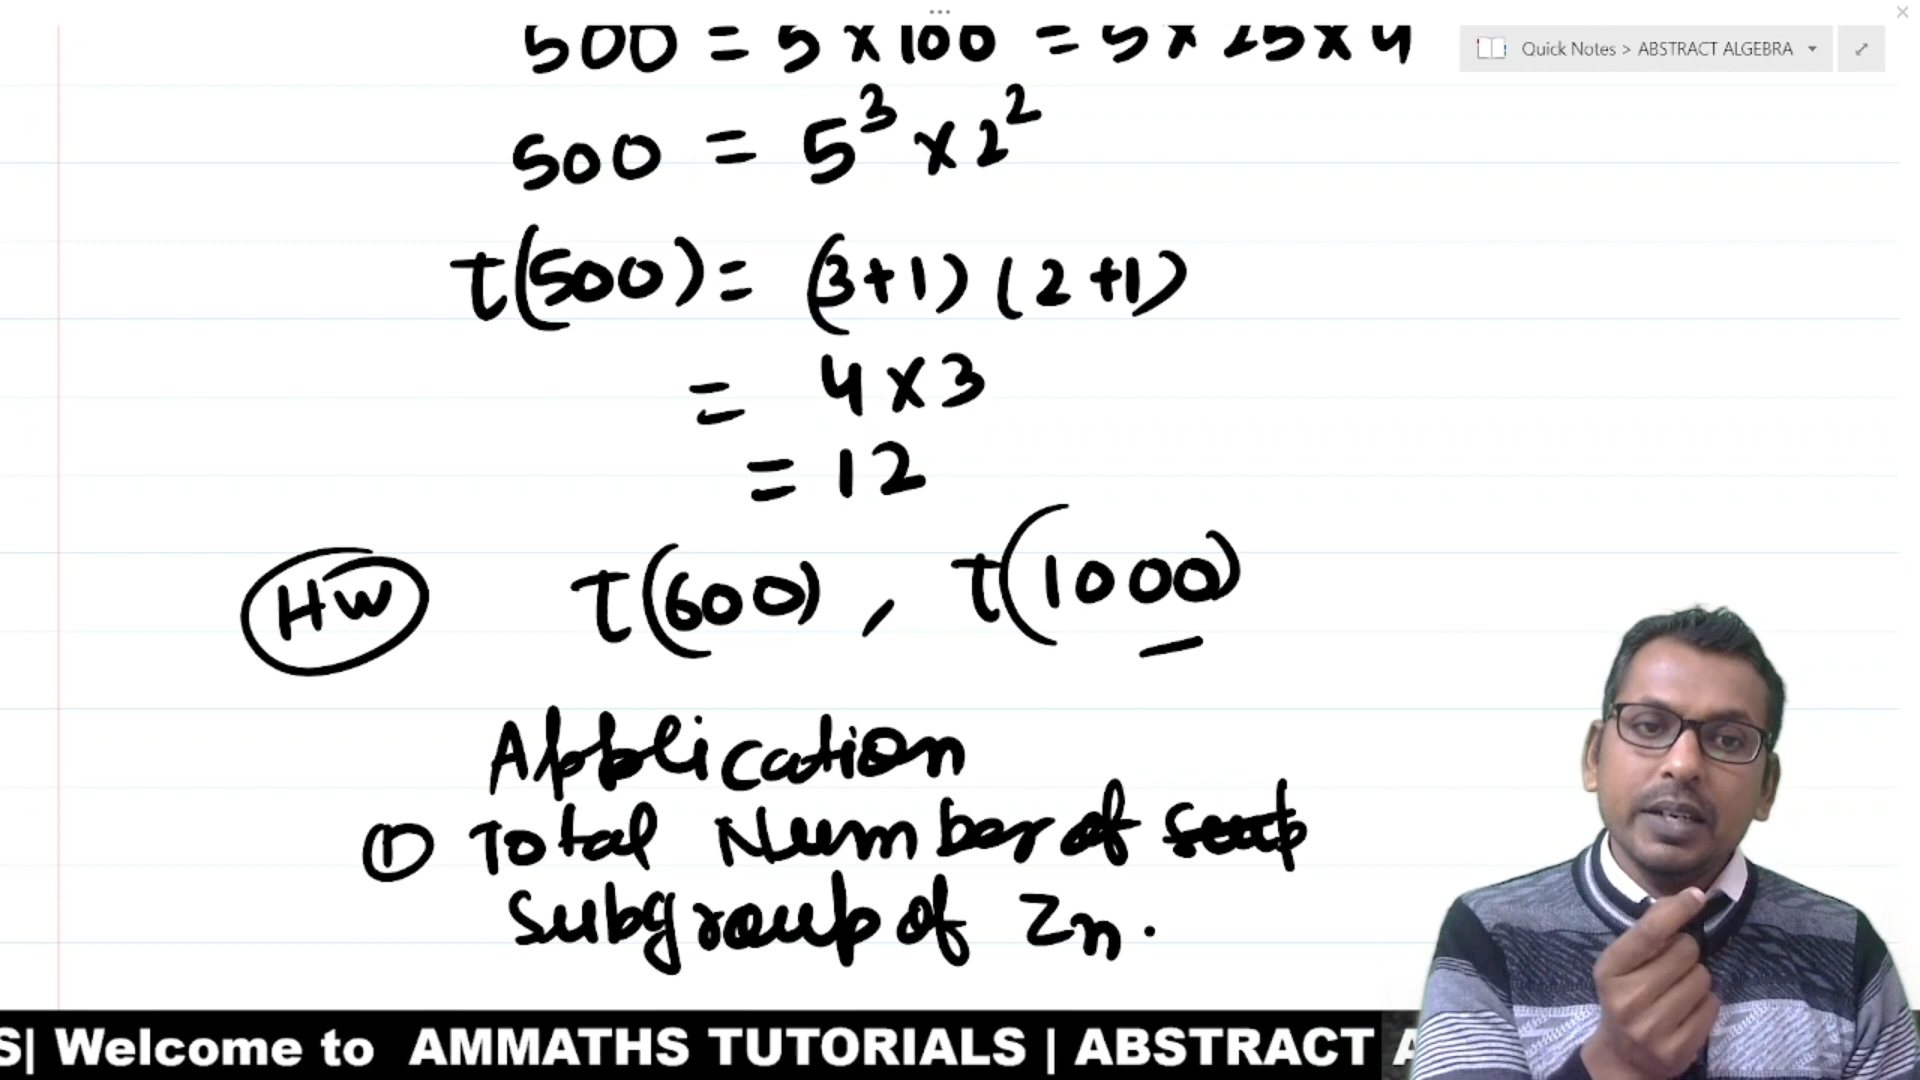 500 = 5 x 100 = 5 x 25 x 4
Quick Notes > ABSTRACT ALGEBRA
500 = 5³ x 2²
τ(500) = (3+1) (2+1)
= 4 x 3
= 12
HW τ(600), τ(1000)
Application
① Total Number of
Subgroup of Zn.
S| Welcome to AMMATHS TUTORIALS | ABSTRACT A